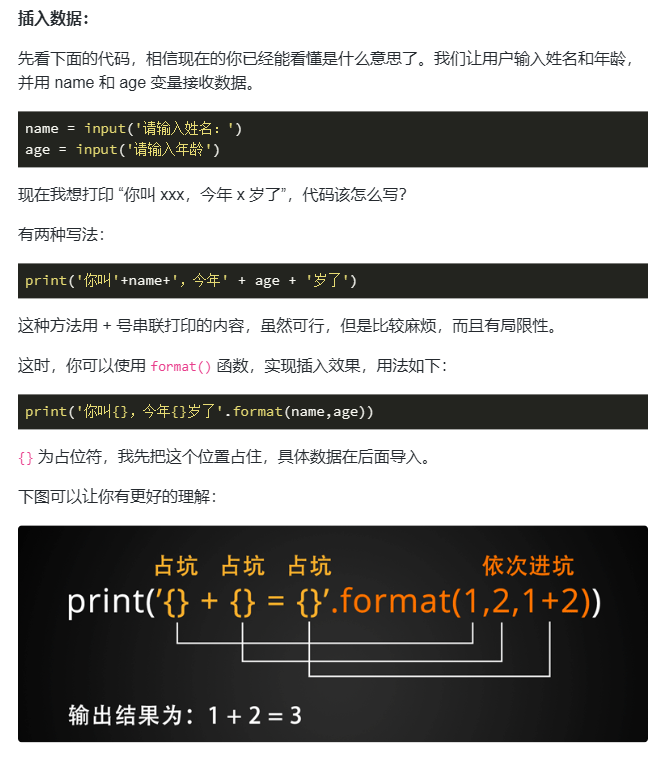 插入数据：
先看下面的代码，相信现在的你已经能看懂是什么意思了。我们让用户输入姓名和年龄，
并用 name 和 age 变量接收数据。
name = input('请输入姓名：')
age = input('请输入年龄')
现在我想打印 “你叫 xxx，今年 x 岁了”，代码该怎么写？
有两种写法：
print('你叫'+name+'，今年' + age + '岁了')
这种方法用 + 号串联打印的内容，虽然可行，但是比较麻烦，而且有局限性。
这时，你可以使用 format() 函数，实现插入效果，用法如下：
print('你叫{}，今年{}岁了'.format(name,age))
{} 为占位符，我先把这个位置占住，具体数据在后面导入。
下图可以让你有更好的理解：
占坑 占坑 占坑 依次进坑
print(’{} + {} = {}’.format(1,2,1+2))
输出结果为：1 + 2 = 3